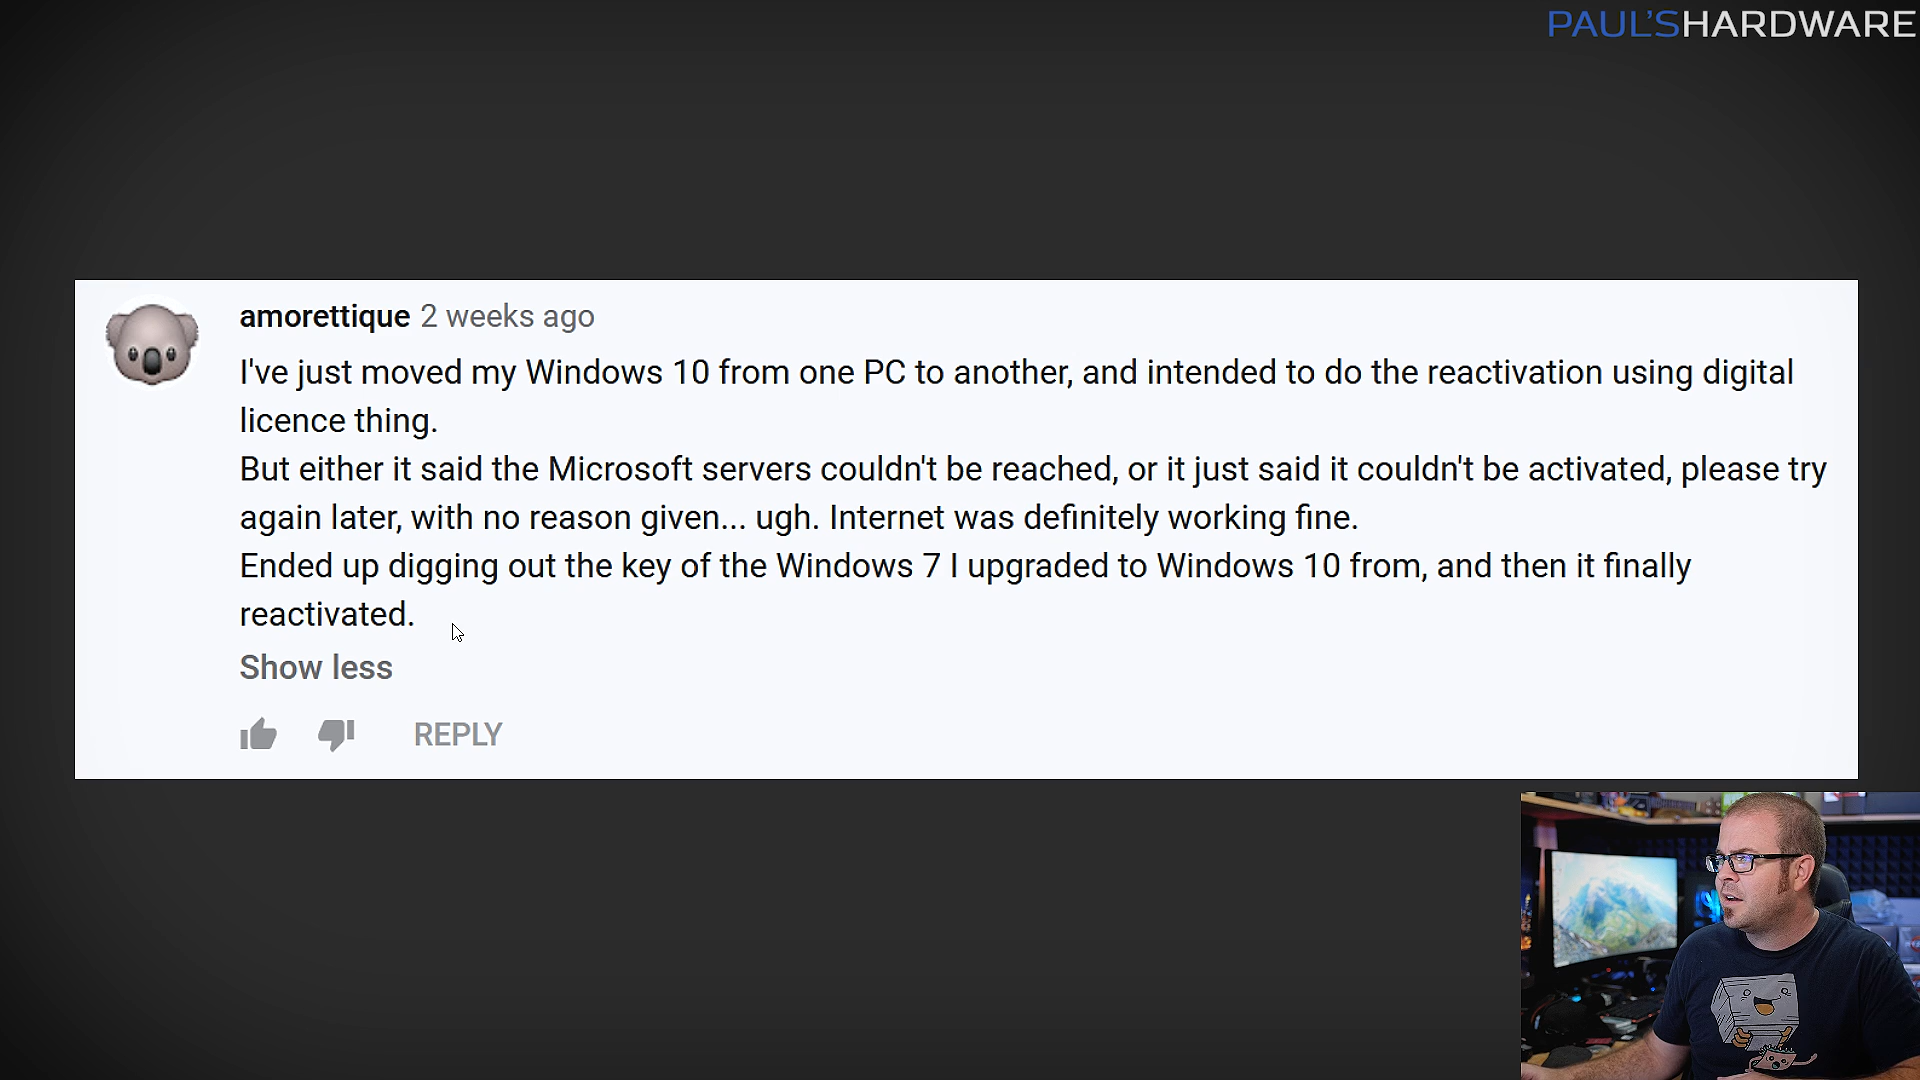 PAUL'SHARDWARE
amorettique 2 weeks ago
I've just moved my Windows 10 from one PC to another, and intended to do the reactivation using digital
licence thing.
But either it said the Microsoft servers couldn't be reached, or it just said it couldn't be activated, please try
again later, with no reason given... ugh. Internet was definitely working fine.
Ended up digging out the key of the Windows 7 I upgraded to Windows 10 from, and then it finally
reactivated.
Show less
REPLY